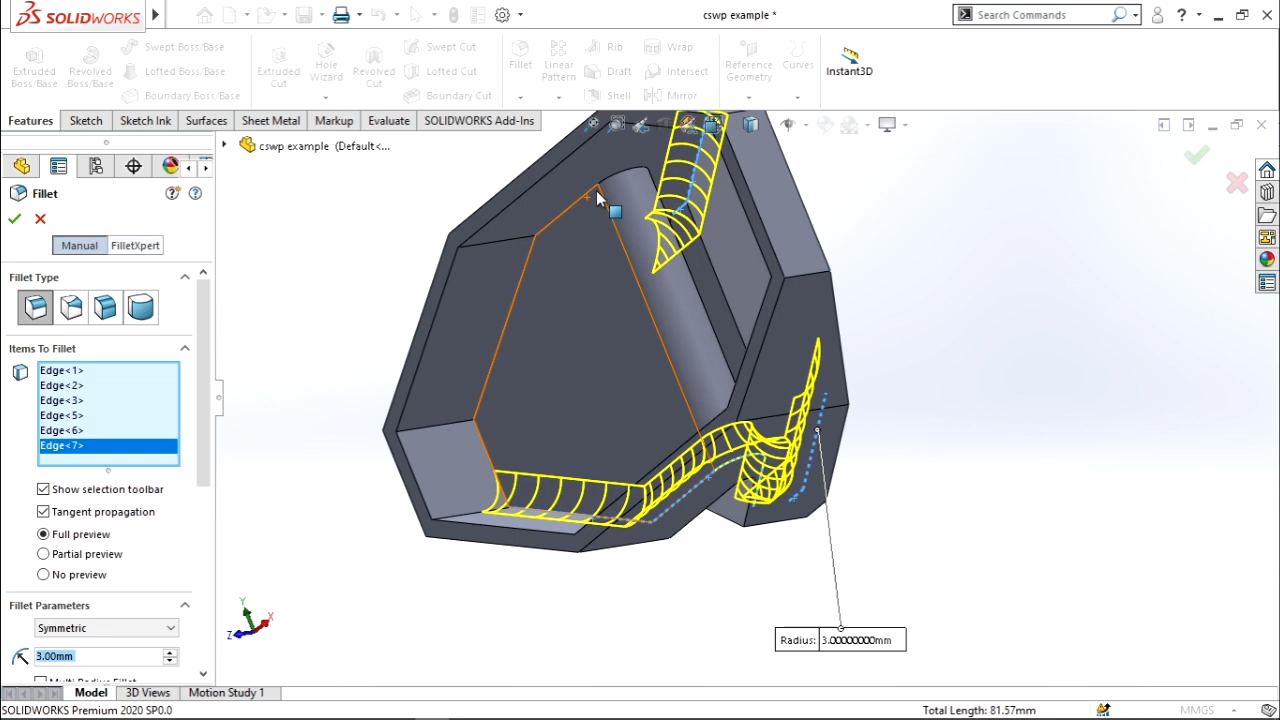 SOLIDWORKS
cswp example *
Search Commands
?
Extruded Boss/Base
Revolved Boss/Base
Swept Boss/Base
Lofted Boss/Base
Boundary Boss/Base
Extruded Cut
Hole Wizard
Revolved Cut
Swept Cut
Lofted Cut
Boundary Cut
Fillet
Linear Pattern
Rib
Draft
Shell
Wrap
Intersect
Mirror
Reference Geometry
Curves
Instant3D
Features
Sketch
Sketch Ink
Surfaces
Sheet Metal
Markup
Evaluate
SOLIDWORKS Add-Ins
cswp example (Default<...
Fillet
Manual
FilletXpert
Fillet Type
Items To Fillet
Edge<1>
Edge<2>
Edge<3>
Edge<5>
Edge<6>
Edge<7>
Show selection toolbar
Tangent propagation
Full preview
Partial preview
No preview
Fillet Parameters
Symmetric
3.00mm
Multi Radius Fillet
Y
X
Z
Radius: 3.00000000mm
Model
3D Views
Motion Study 1
SOLIDWORKS Premium 2020 SP0.0
Total Length: 81.57mm
MMGS